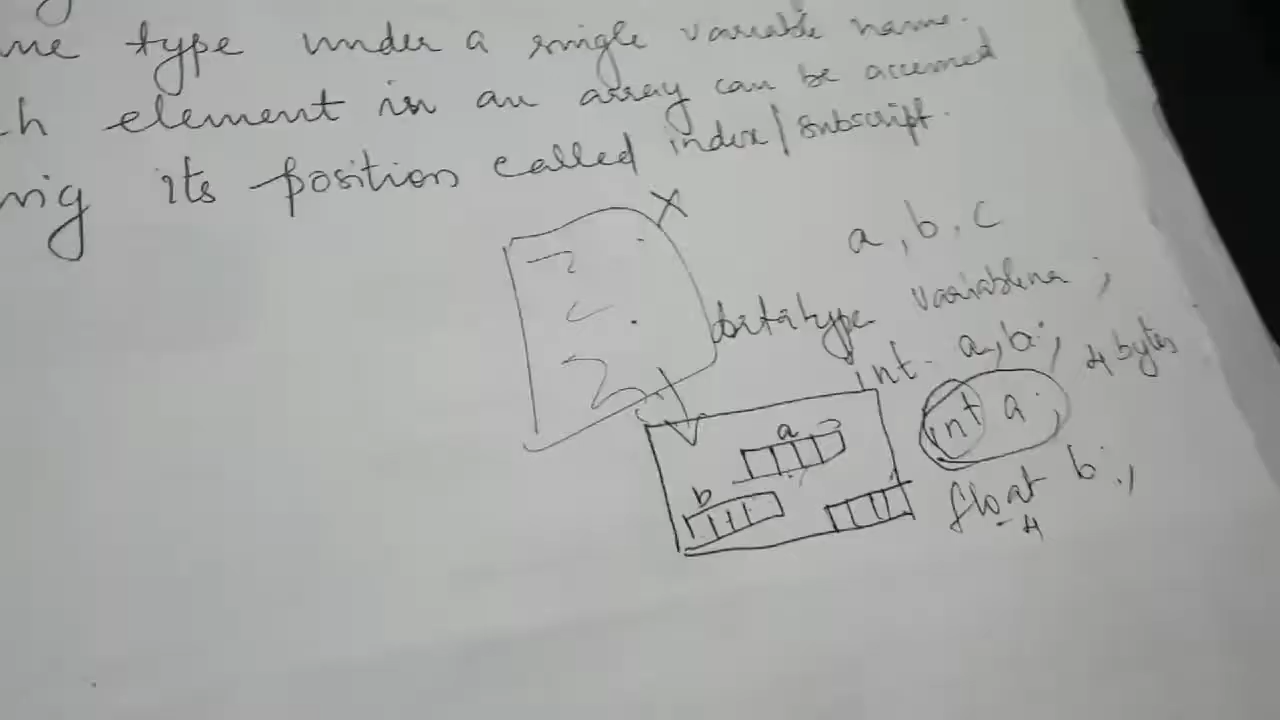 me type under a single variable name.
h element in an array can be accessed
ing its position called index/subscript.
a, b, c
datatype variablena ;
int a, b ;
4 bytes
int a ;
a
b
float b ;
4